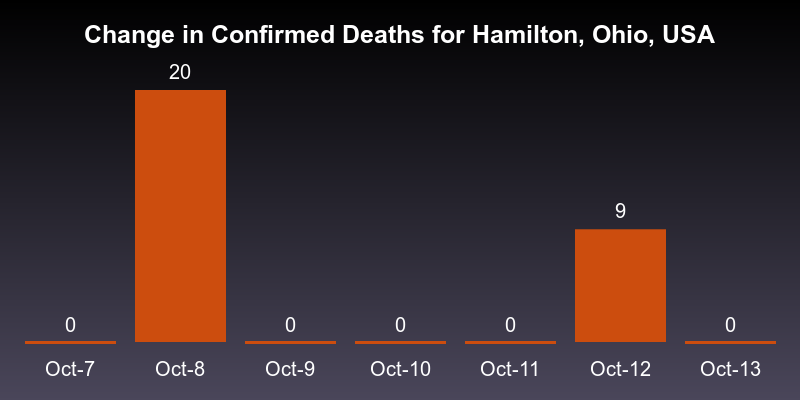 Change in Confirmed Deaths for Hamilton, Ohio, USA
20
9
0 0 0 0 0
Oct-7 Oct-8 Oct-9 Oct-10 Oct-11 Oct-12 Oct-13